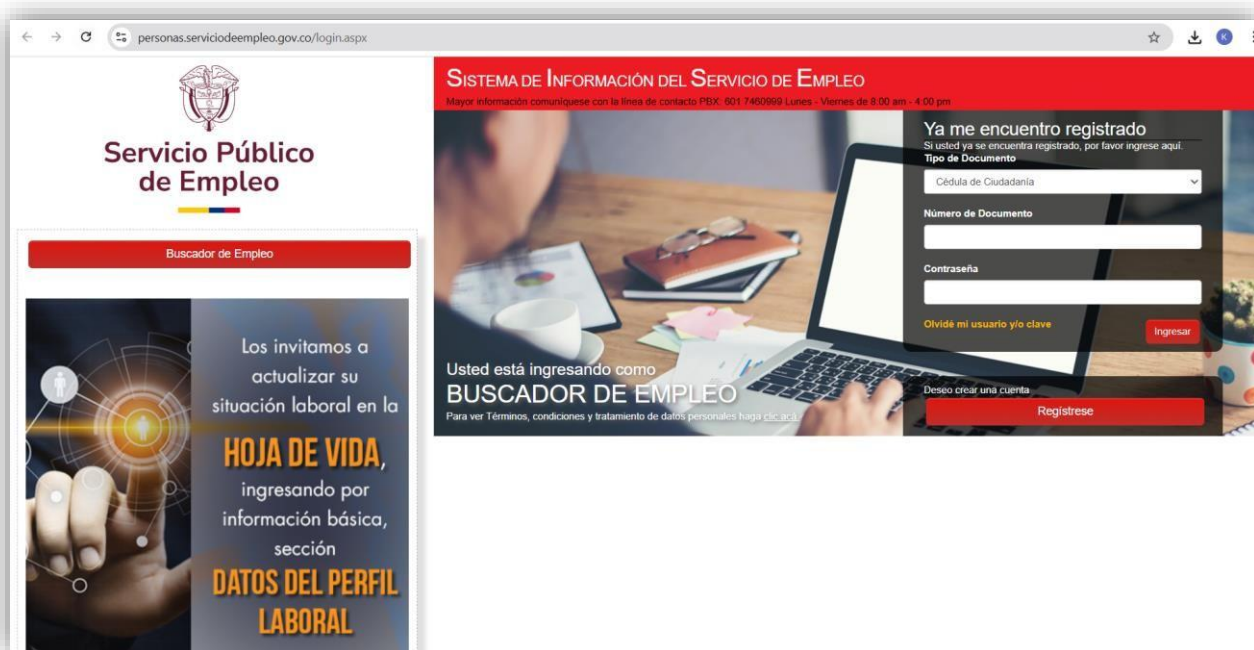 personas.serviciodeempleo.gov.co/login.aspx
K
Servicio Público
de Empleo
Buscador de Empleo
Los invitamos a
actualizar su
situación laboral en la
HOJA DE VIDA,
ingresando por
información básica,
sección
DATOS DEL PERFIL
LABORAL
SISTEMA DE INFORMACIÓN DEL SERVICIO DE EMPLEO
Mayor información comuníquese con la línea de contacto PBX: 601 7460999 Lunes - Viernes de 8:00 am - 4:00 pm
Ya me encuentro registrado
Si usted ya se encuentra registrado, por favor ingrese aquí.
Tipo de Documento
Cédula de Ciudadanía
Número de Documento
Contraseña
Olvidé mi usuario y/o clave
Ingresar
Usted está ingresando como
BUSCADOR DE EMPLEO
Para ver Términos, condiciones y tratamiento de datos personales haga clic acá
Deseo crear una cuenta
Regístrese